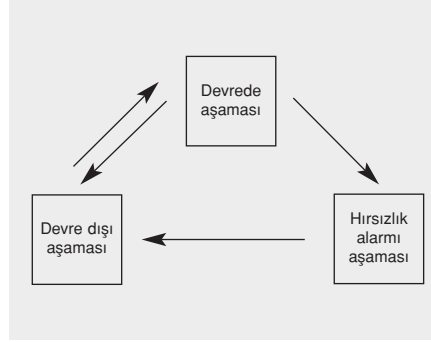 Devrede
aşaması
Devre dışı
aşaması
Hırsızlık
alarmı
aşaması